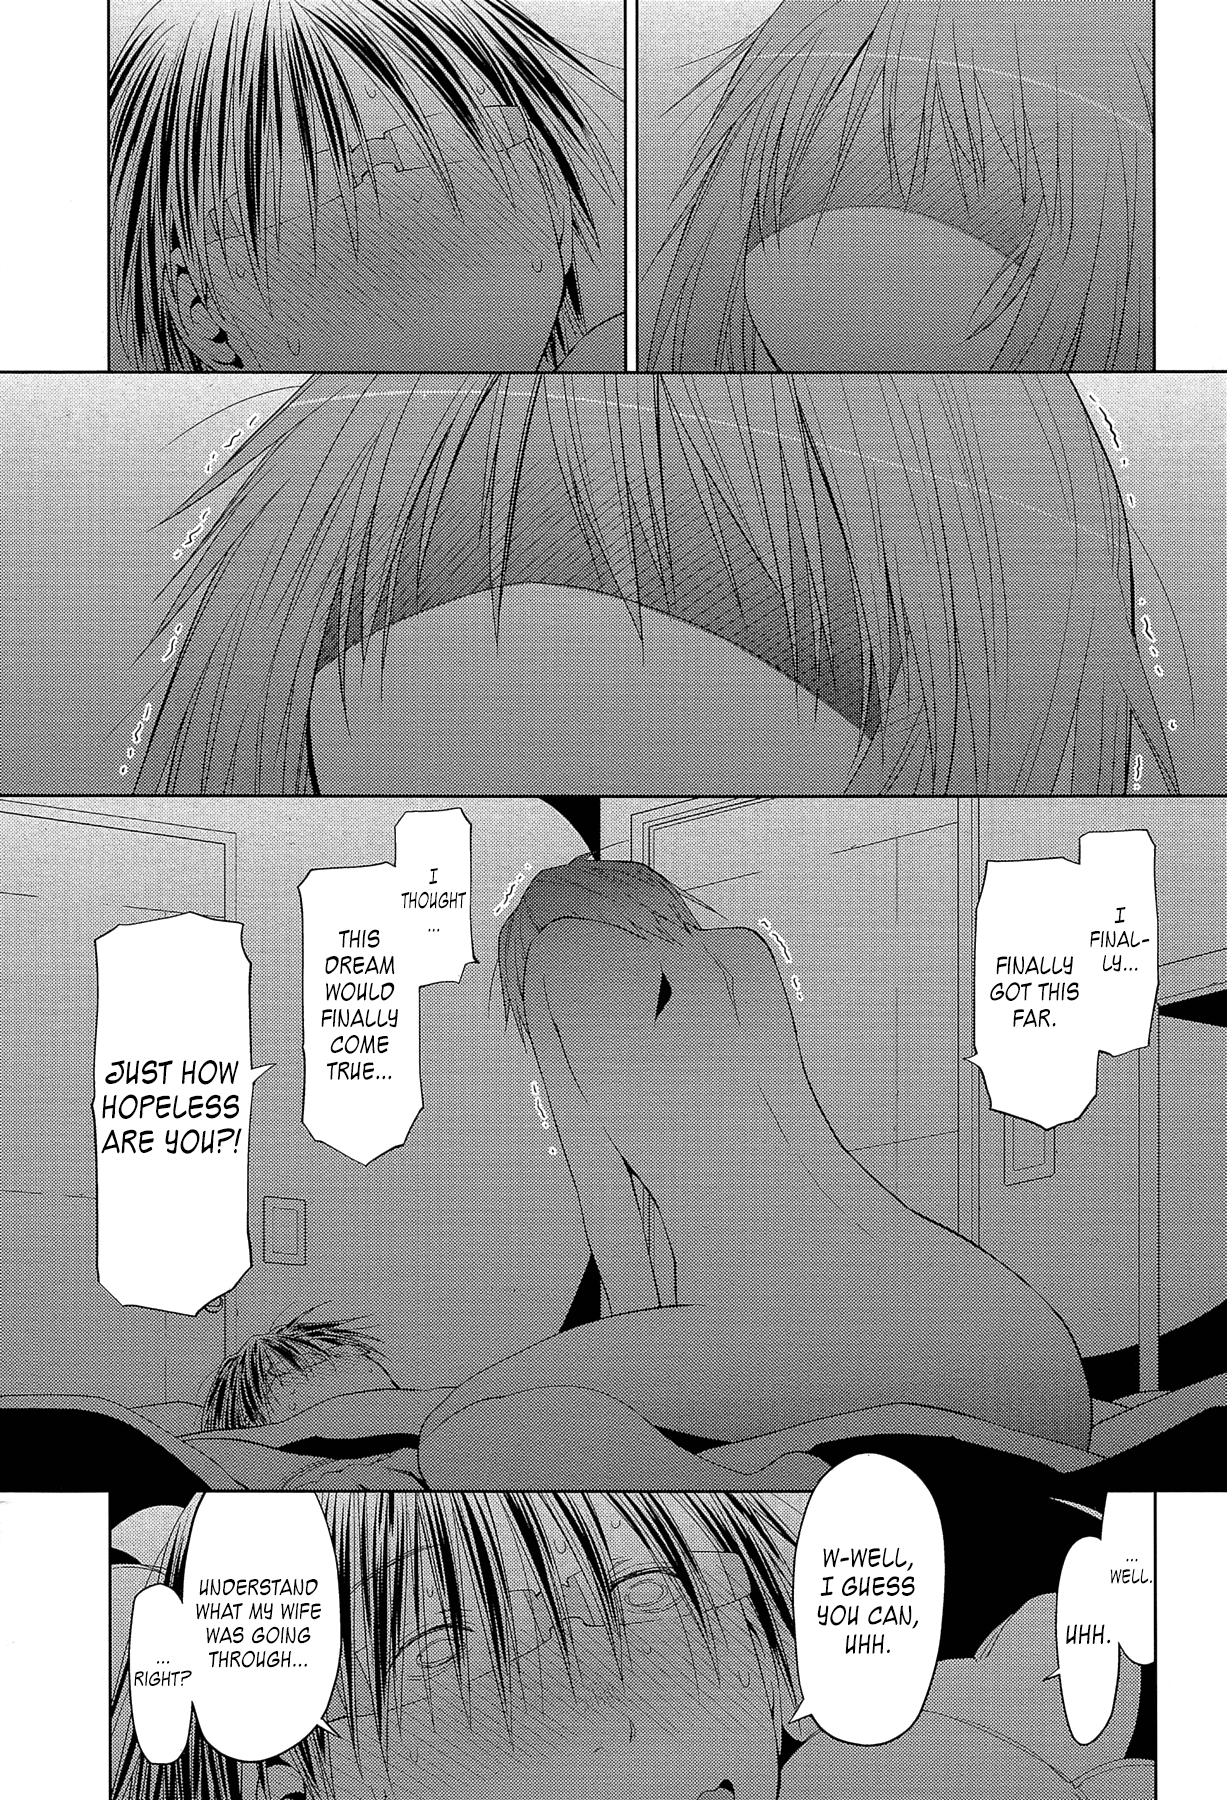 I
FINAL-
LY...
FINALLY
GOT THIS
FAR.
I
THOUGHT
...
THIS
DREAM
WOULD
FINALLY
COME
TRUE...
JUST HOW
HOPELESS
ARE YOU?!
...
WELL.
UHH.
W-WELL,
I GUESS
YOU CAN,
UHH.
UNDERSTAND
WHAT MY WIFE
WAS GOING
THROUGH...
...
RIGHT?